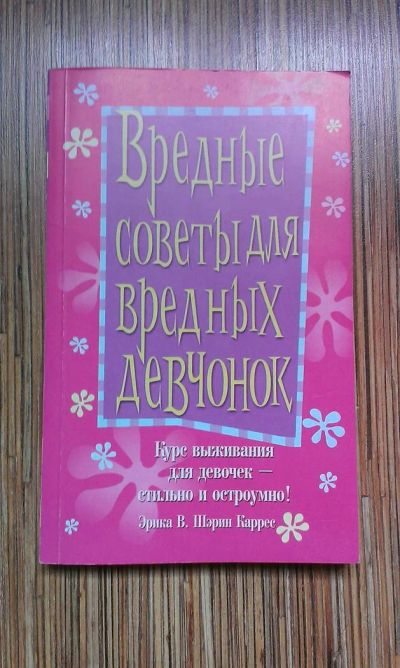 Вредные
советы для
вредных
девчонок
Курс выживания
для девочек —
стильно и остроумно!
Эрика В. Шэрин Каррес